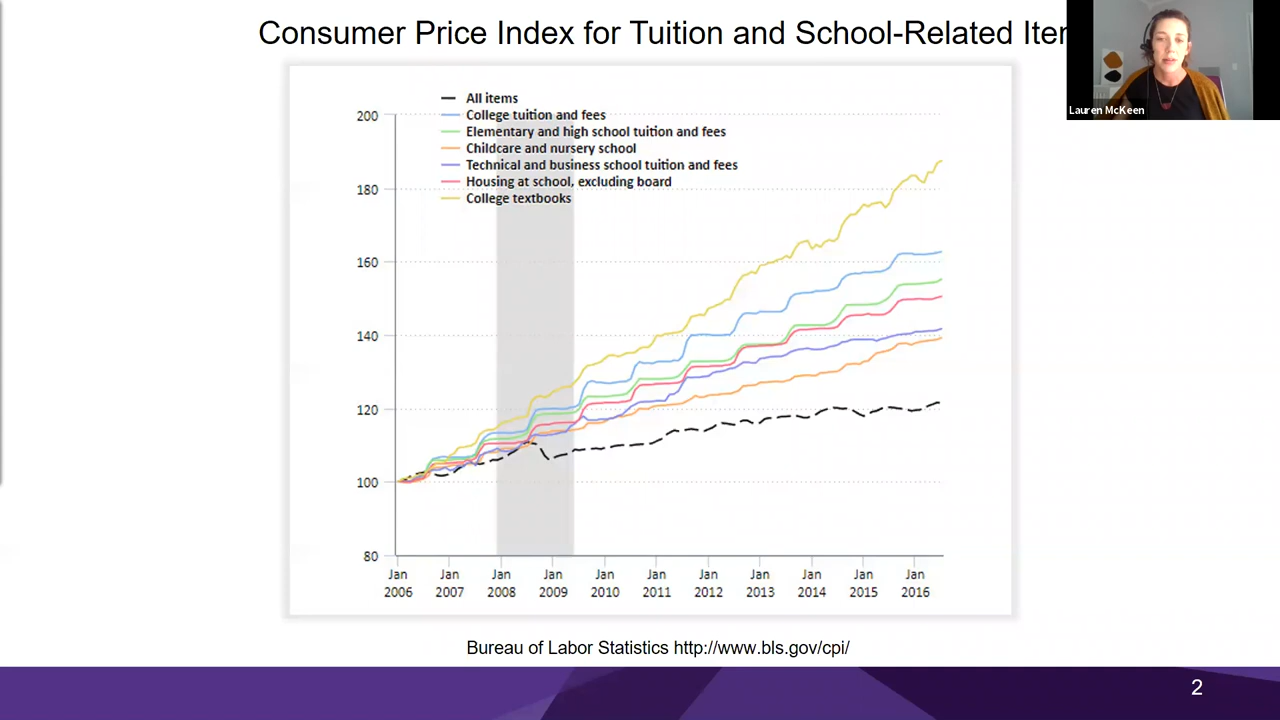 Consumer Price Index for Tuition and School-Related Iter
Lauren McKeen
All items
College tuition and fees
Elementary and high school tuition and fees
Childcare and nursery school
Technical and business school tuition and fees
Housing at school, excluding board
College textbooks
200
180
160
140
120
100
80
Jan Jan Jan Jan Jan Jan Jan Jan Jan Jan Jan
2006 2007 2008 2009 2010 2011 2012 2013 2014 2015 2016
Bureau of Labor Statistics http://www.bls.gov/cpi/
2